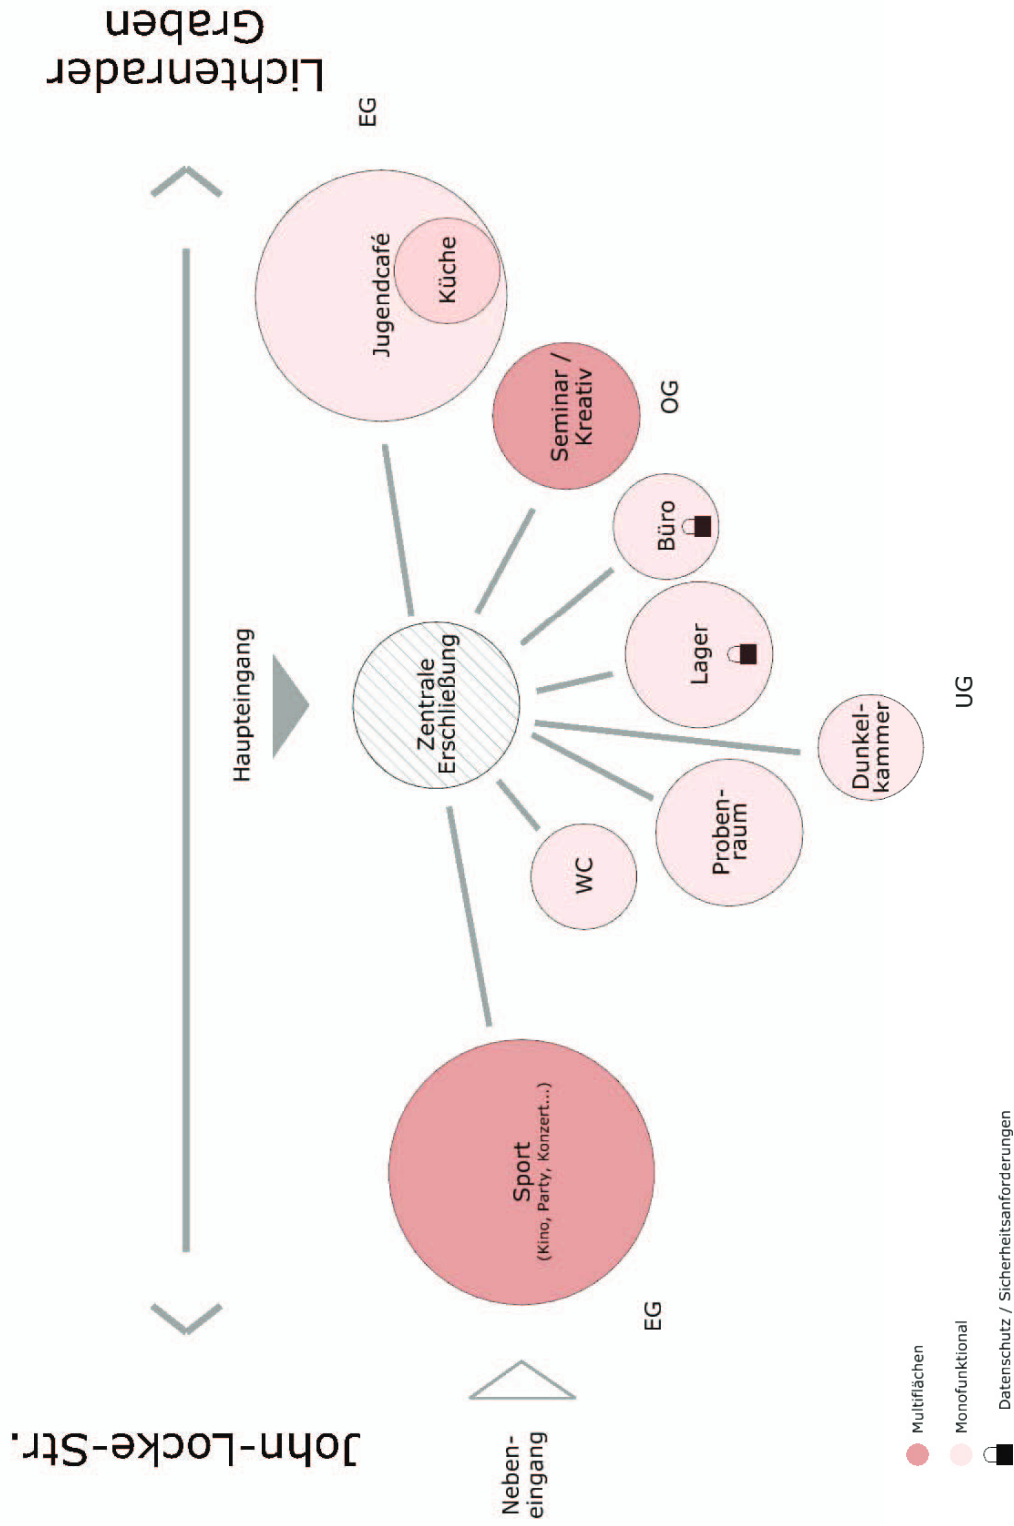 John-Locke-Str.
Lichtenrader
Graben
Haupteingang
EG
Jugendcafé
Küche
Zentrale
Erschließung
Seminar /
Kreativ
OG
Büro
Lager
Dunkel-
kammer
UG
Proben-
raum
WC
Sport
(Kino, Party, Konzert...)
EG
Neben-
eingang
Multiflächen
Monofunktional
Datenschutz / Sicherheitsanforderungen